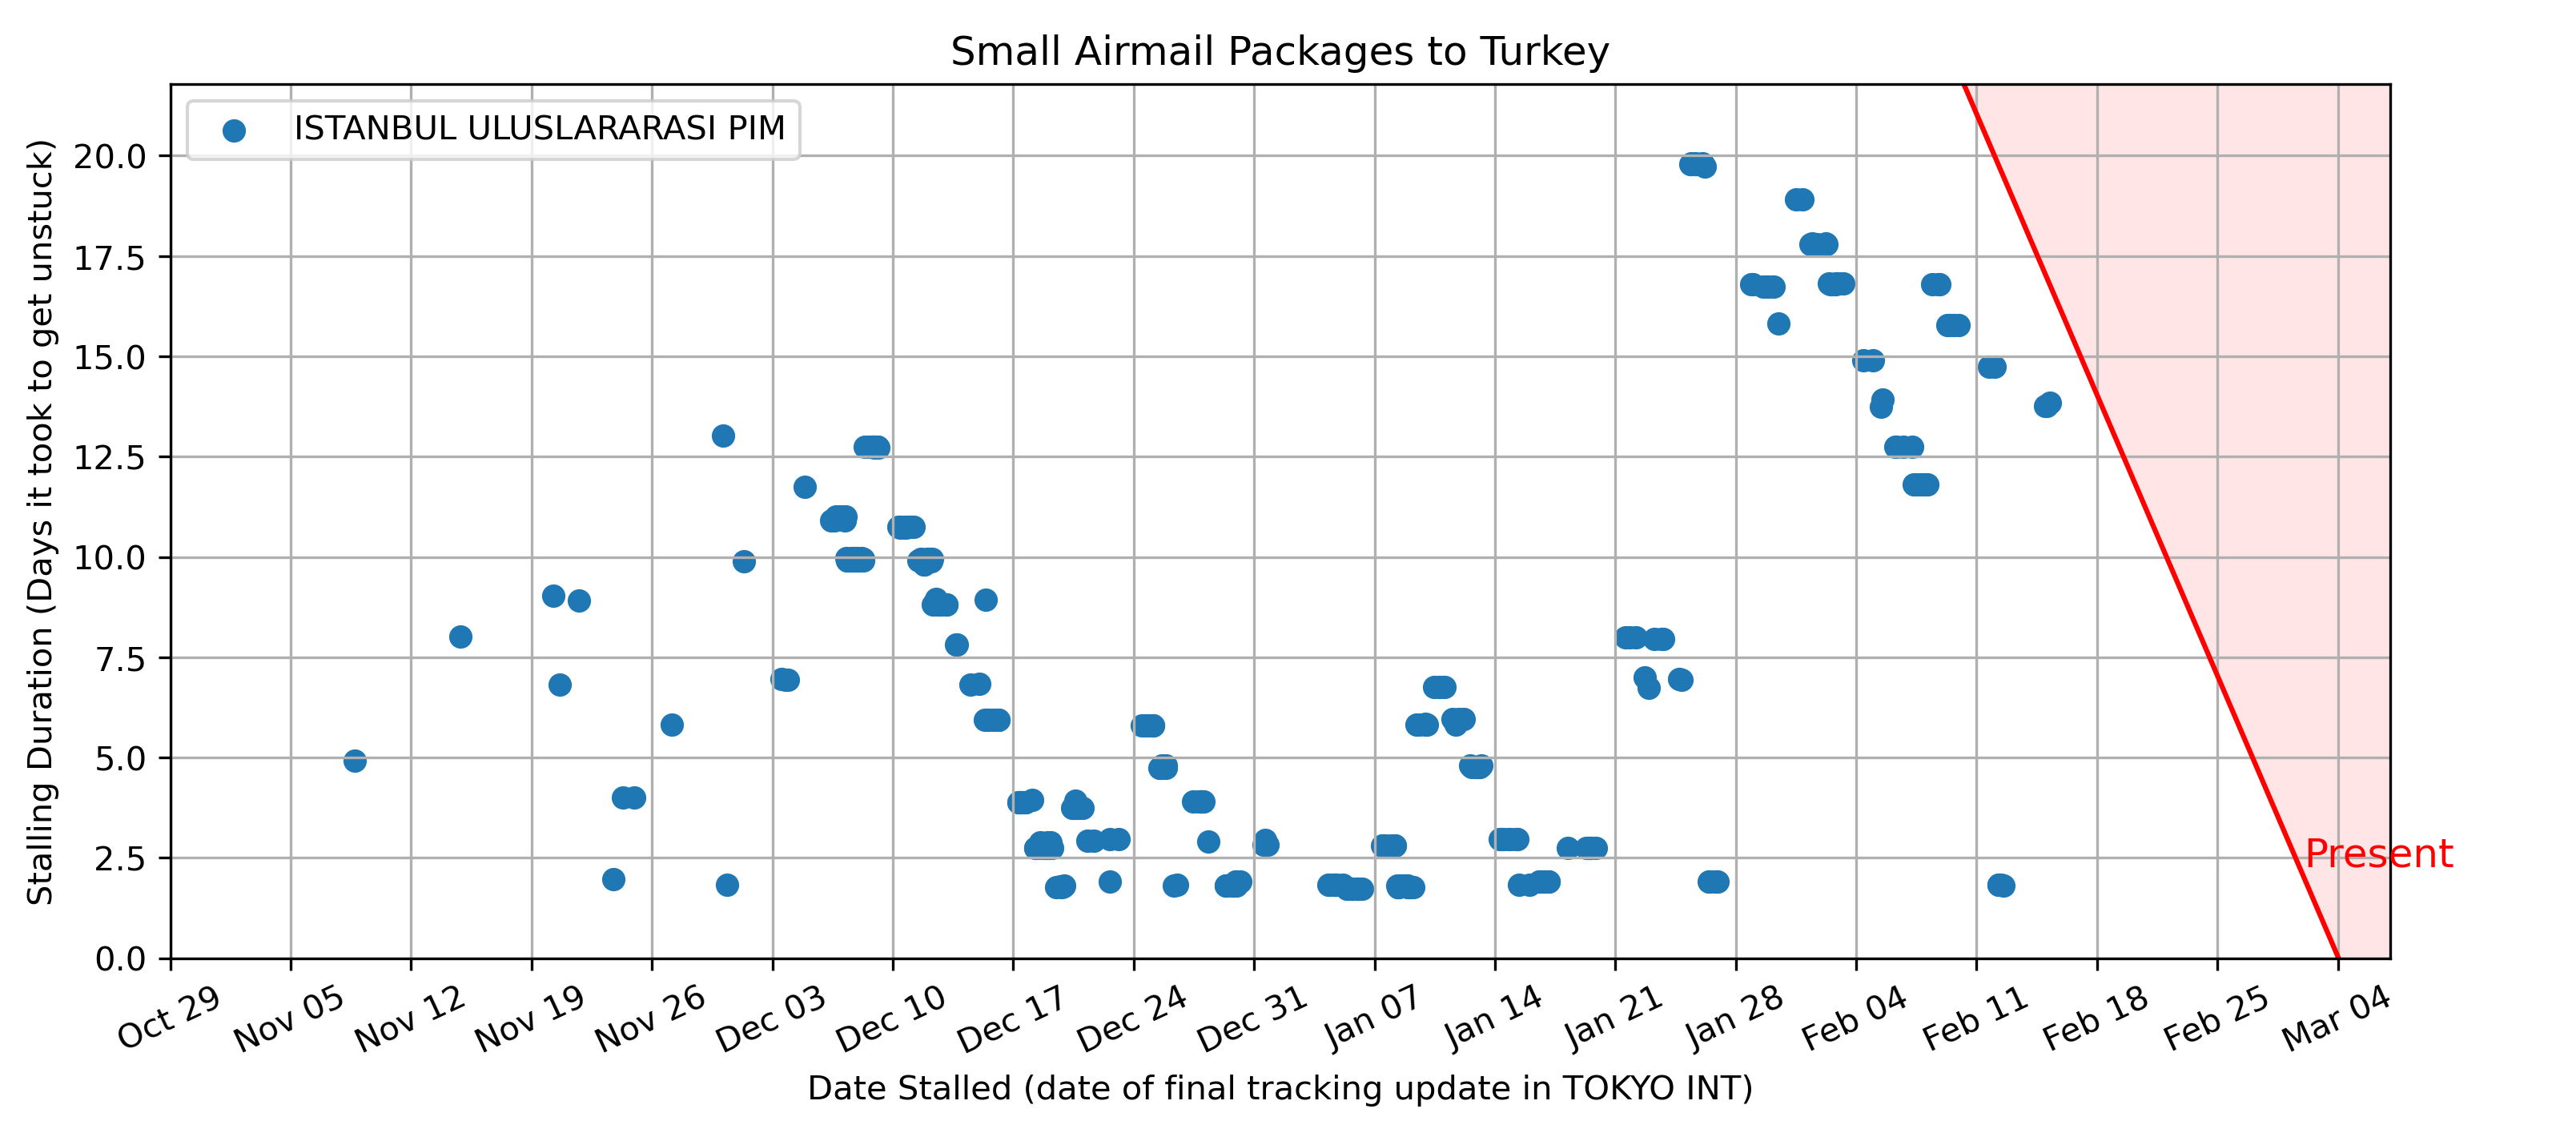 Small Airmail Packages to Turkey
ISTANBUL ULUSLARARASI PIM
Stalling Duration (Days it took to get unstuck)
20.0
17.5
15.0
12.5
10.0
7.5
5.0
2.5
0.0
Present
Oct 29
Nov 05
Nov 12
Nov 19
Nov 26
Dec 03
Dec 10
Dec 17
Dec 24
Dec 31
Jan 07
Jan 14
Jan 21
Jan 28
Feb 04
Feb 11
Feb 18
Feb 25
Mar 04
Date Stalled (date of final tracking update in TOKYO INT)